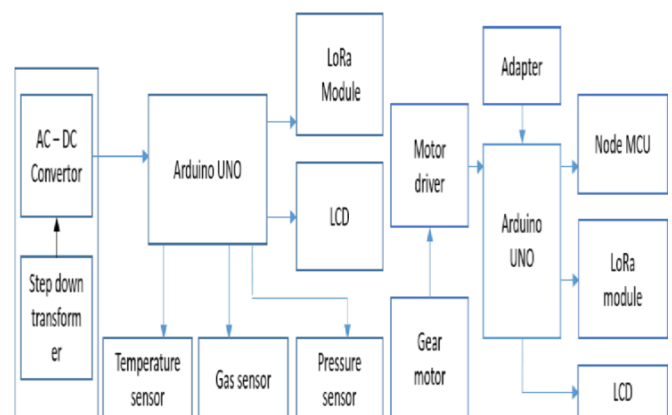 AC – DC
Convertor
Step down
transform
er
Arduino UNO
LoRa
Module
LCD
Temperature
sensor
Gas sensor
Pressure
sensor
Motor
driver
Gear
motor
Adapter
Arduino
UNO
Node MCU
LoRa
module
LCD